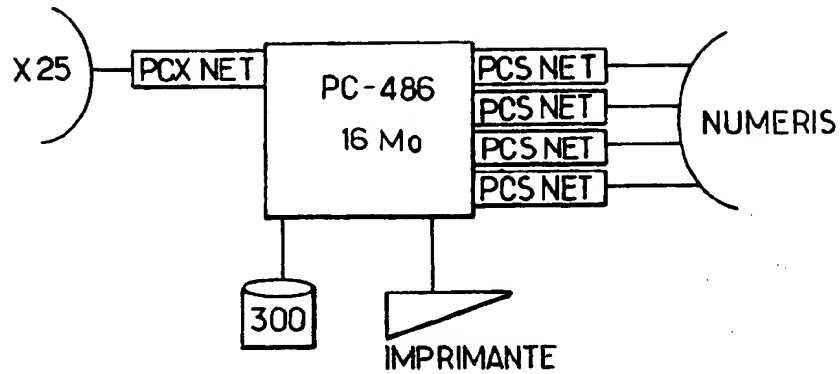 X25
PCX NET
PC-486
16 Mo
PCS NET
PCS NET
PCS NET
PCS NET
NUMERIS
300
IMPRIMANTE